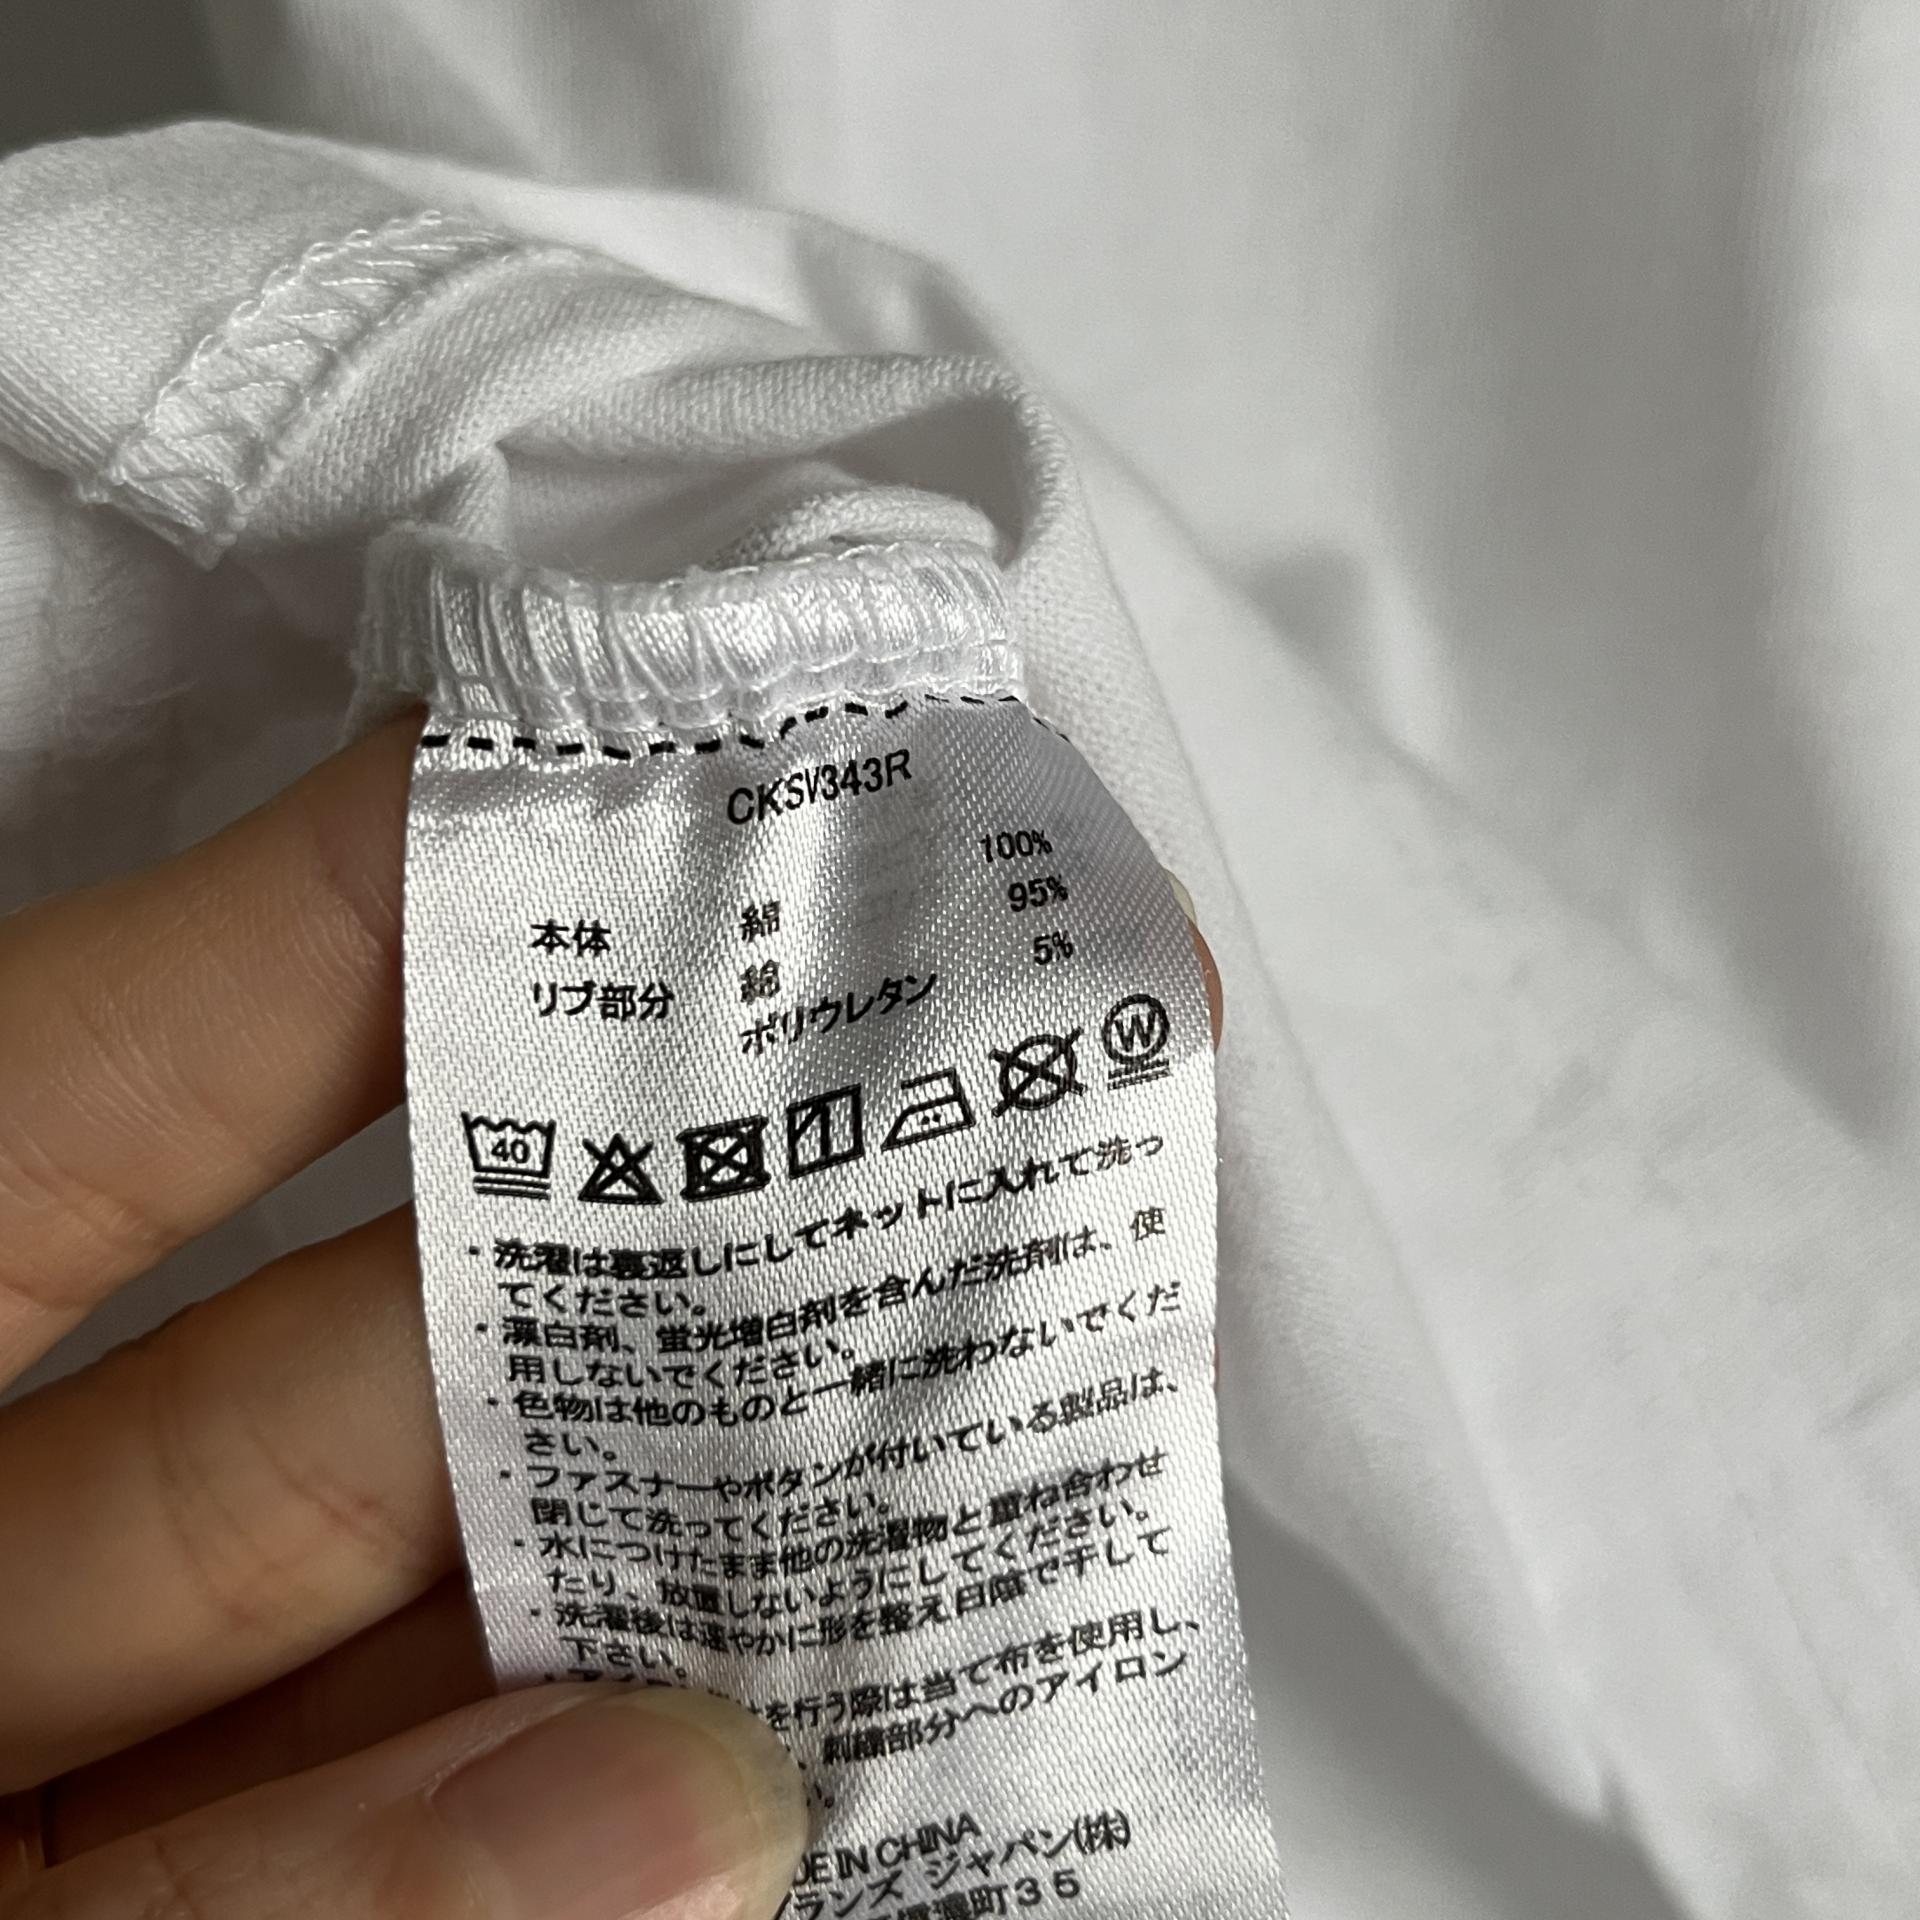 CKSV343R
本体 綿 100%
リブ部分 綿 95%
ポリウレタン 5%
40
W
・洗濯は裏返しにしてネットに入れて洗っ
てください。
・漂白剤、蛍光増白剤を含んだ洗剤は、使
用しないでください。
・色物は他のものと一緒に洗わないでくだ
さい。
・ファスナーやボタンが付いている製品は、
閉じて洗ってください。
・水につけたまま他の洗濯物と重ね合わせ
たり、放置しないようにしてください。
・洗濯後は速やかに形を整え日陰で干して
下さい。
を行う際は当て布を使用し、
刺繍部分へのアイロン
い。
DE IN CHINA
ランズ ジャパン(株)
濃町35